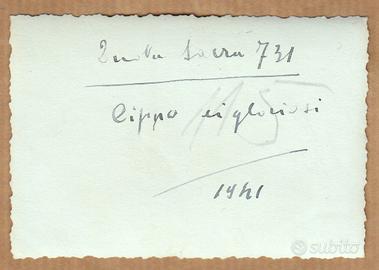 Quota Sacra 731
Cippo ai gloriosi
1941
subito